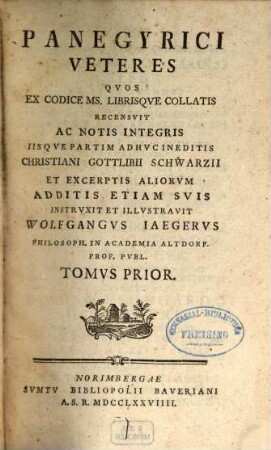 PANEGYRICI
VETERES
QVOS
EX CODICE MS. LIBRISQVE COLLATIS
RECENSVIT
AC NOTIS INTEGRIS
IISQVE PARTIM ADHVC INEDITIS
CHRISTIANI GOTTLIBII SCHWARZII
ET EXCERPTIS ALIORVM
ADDITIS ETIAM SVIS
INSTRVXIT ET ILLVSTRAVIT
WOLFGANGVS IAEGERVS
PHILOSOPH. IN ACADEMIA ALTDORF.
PROF. PVBL.
TOMVS PRIOR.
FREISING
NORIMBERGAE
SVMTV BIBLIOPOLII BAVERIANI
A. S. R. MDCCLXXVIIII.